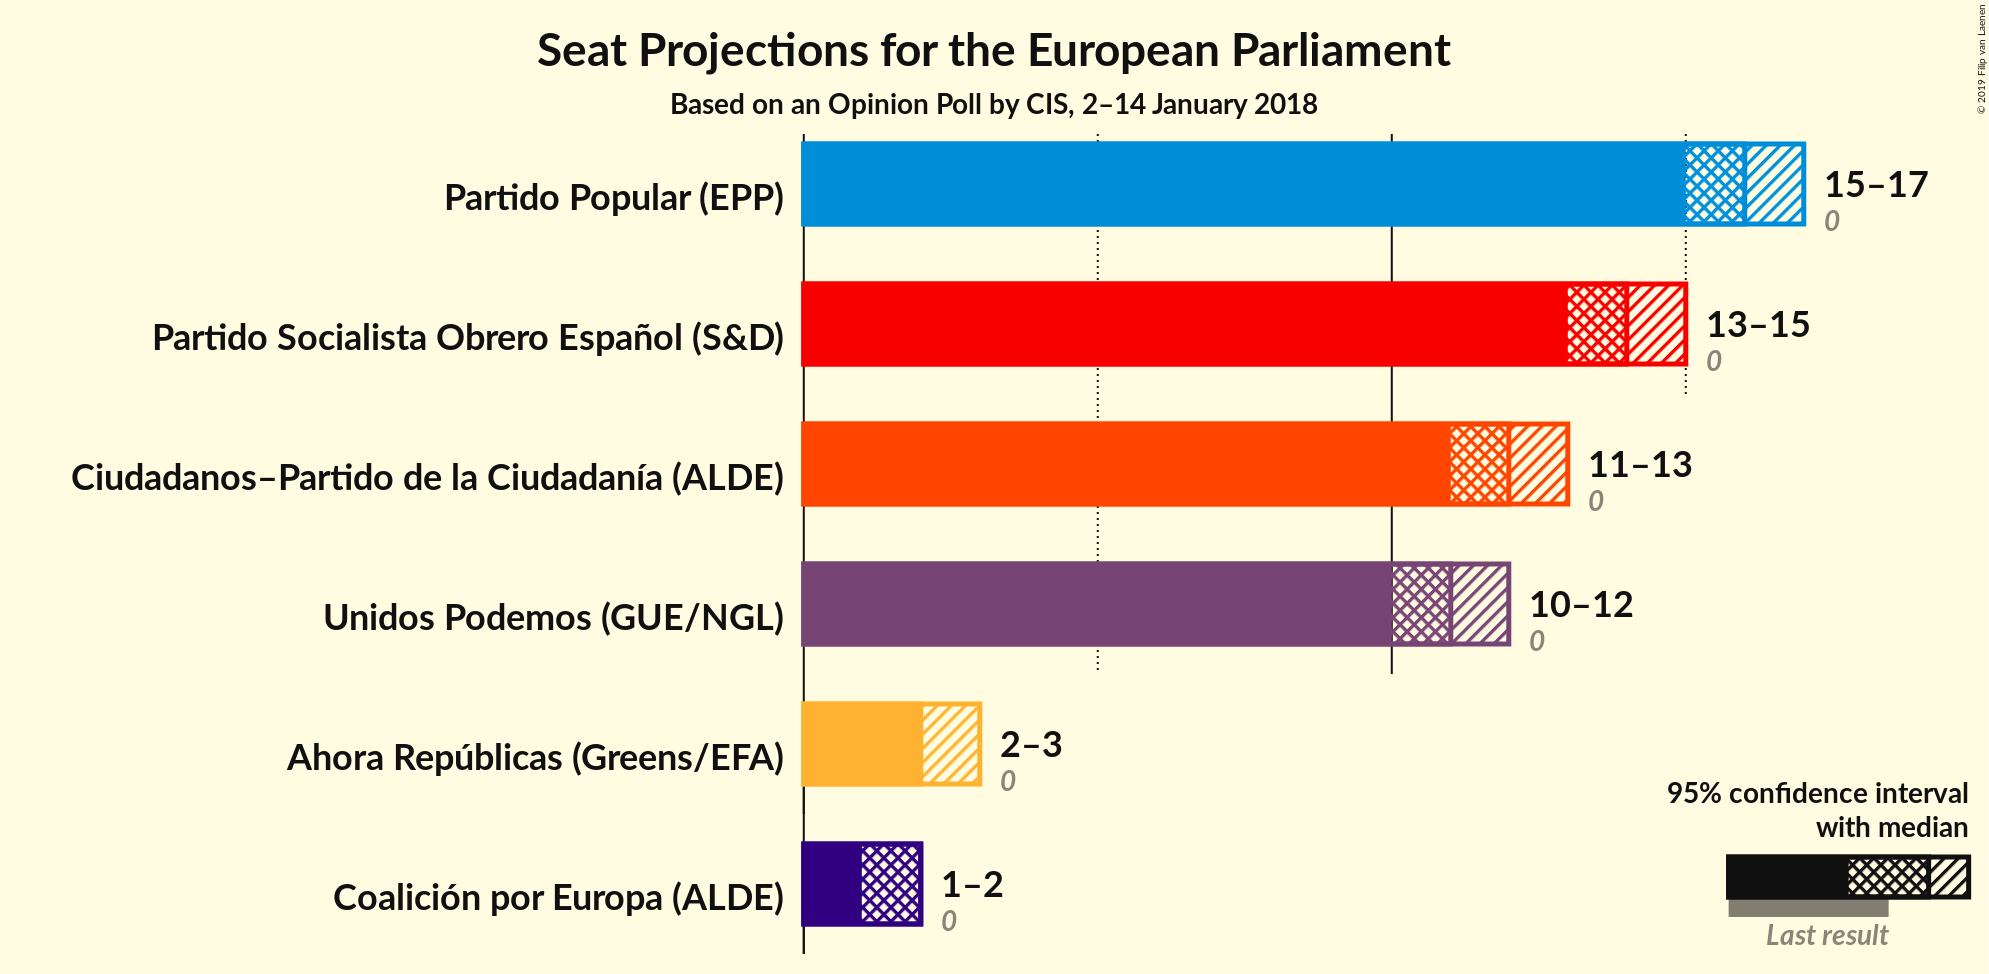 Seat Projections for the European Parliament
Based on an Opinion Poll by CIS, 2–14 January 2018
© 2019 Filip van Laenen
Partido Popular (EPP)
15–17
0
Partido Socialista Obrero Español (S&D)
13–15
0
Ciudadanos–Partido de la Ciudadanía (ALDE)
11–13
0
Unidos Podemos (GUE/NGL)
10–12
0
Ahora Repúblicas (Greens/EFA)
2–3
0
Coalición por Europa (ALDE)
1–2
0
95% confidence interval
with median
Last result